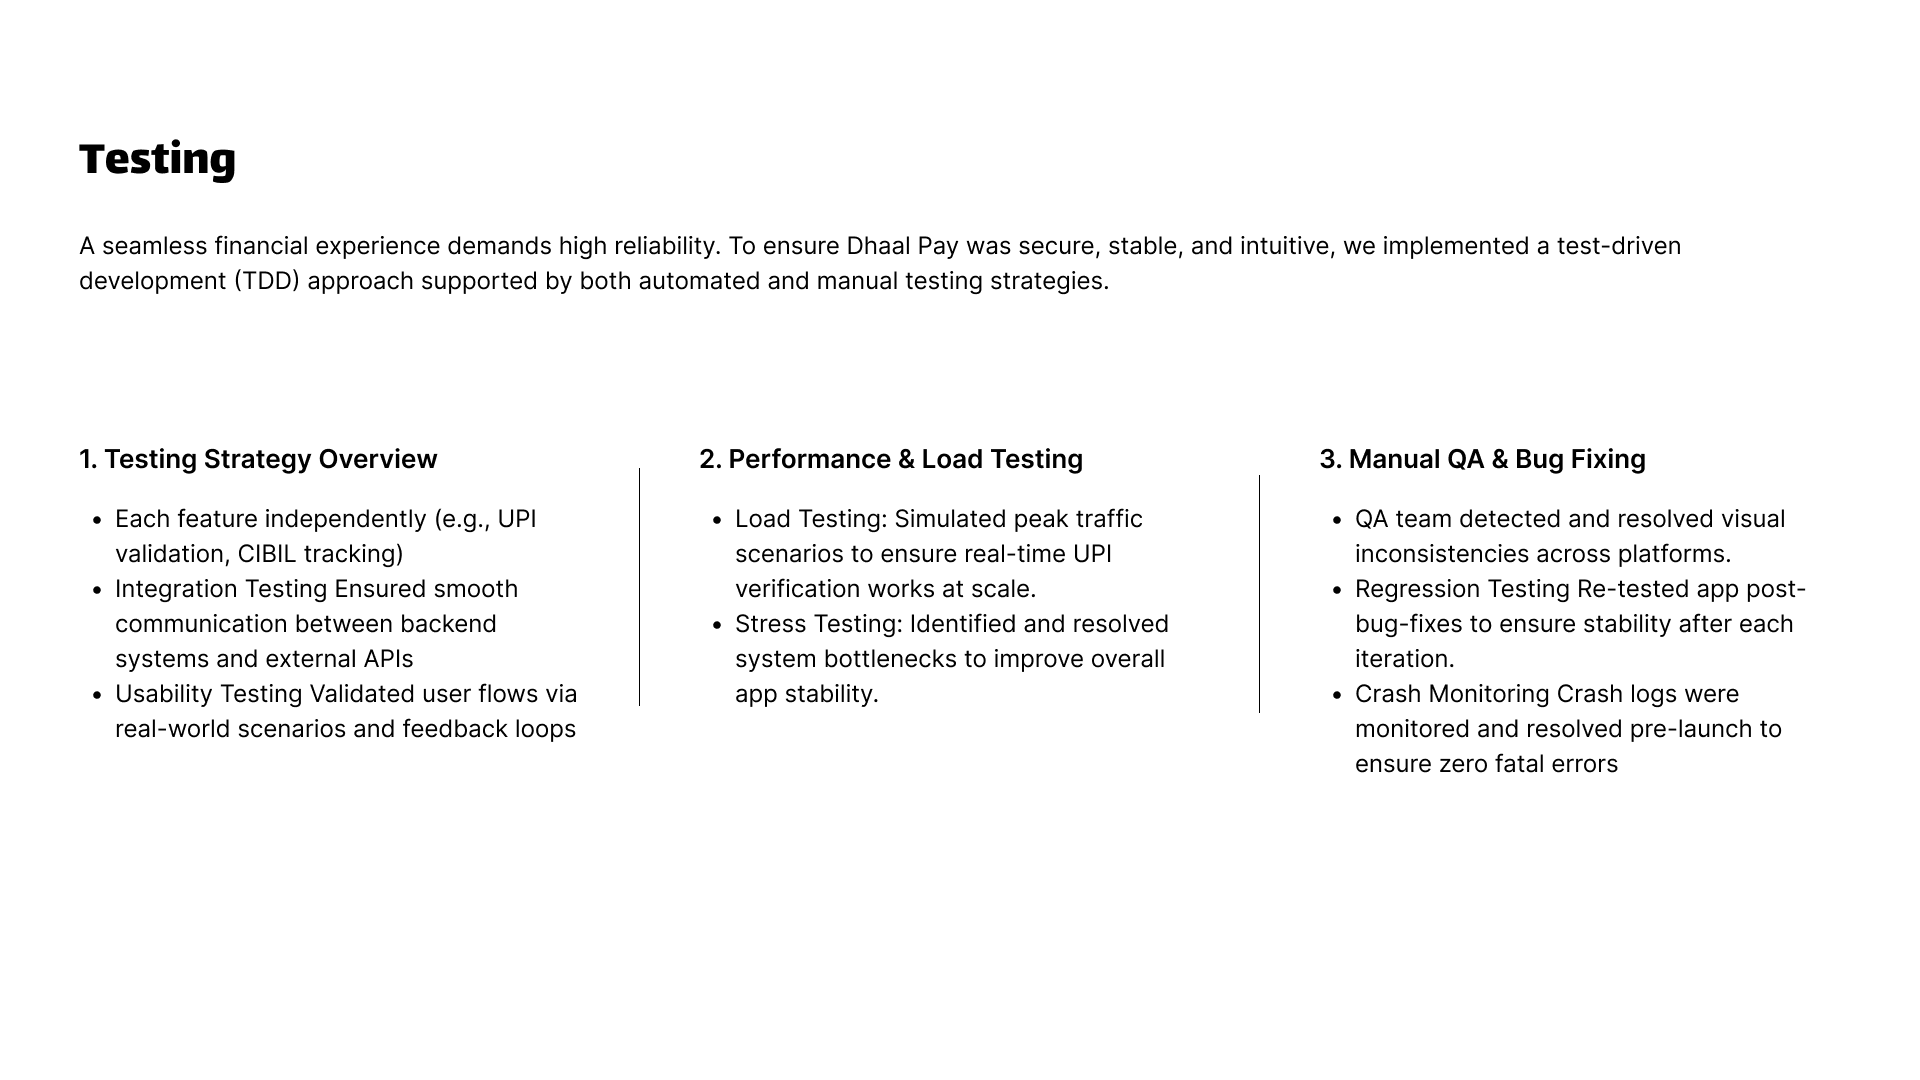 Testing
A seamless financial experience demands high reliability. To ensure Dhaal Pay was secure, stable, and intuitive, we implemented a test-driven
development (TDD) approach supported by both automated and manual testing strategies.
1. Testing Strategy Overview
• Each feature independently (e.g., UPI
validation, CIBIL tracking)
• Integration Testing Ensured smooth
communication between backend
systems and external APIs
• Usability Testing Validated user flows via
real-world scenarios and feedback loops
2. Performance & Load Testing
• Load Testing: Simulated peak traffic
scenarios to ensure real-time UPI
verification works at scale.
• Stress Testing: Identified and resolved
system bottlenecks to improve overall
app stability.
3. Manual QA & Bug Fixing
• QA team detected and resolved visual
inconsistencies across platforms.
• Regression Testing Re-tested app post-
bug-fixes to ensure stability after each
iteration.
• Crash Monitoring Crash logs were
monitored and resolved pre-launch to
ensure zero fatal errors